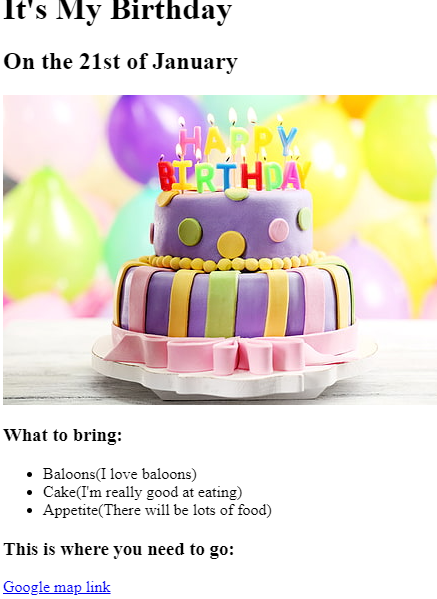 It's My Birthday
On the 21st of January
HAPPY
BIRTHDAY
What to bring:
Baloons(I love baloons)
Cake(I'm really good at eating)
Appetite(There will be lots of food)
This is where you need to go:
Google map link